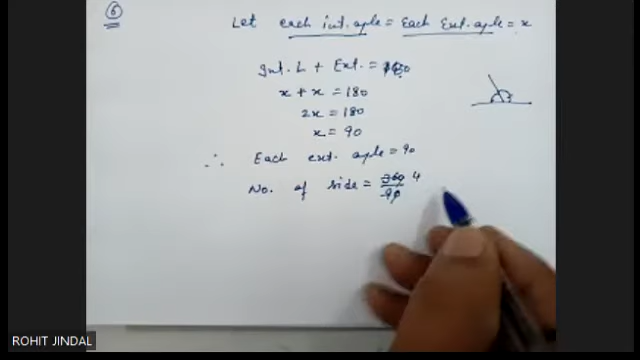 6
Let each int. angle = Each Ext. angle = x
Int. L + Ext. = 180
x + x = 180
2x = 180
x = 90
∴ Each ext. angle = 90
No. of side = 360/90 4
ROHIT JINDAL